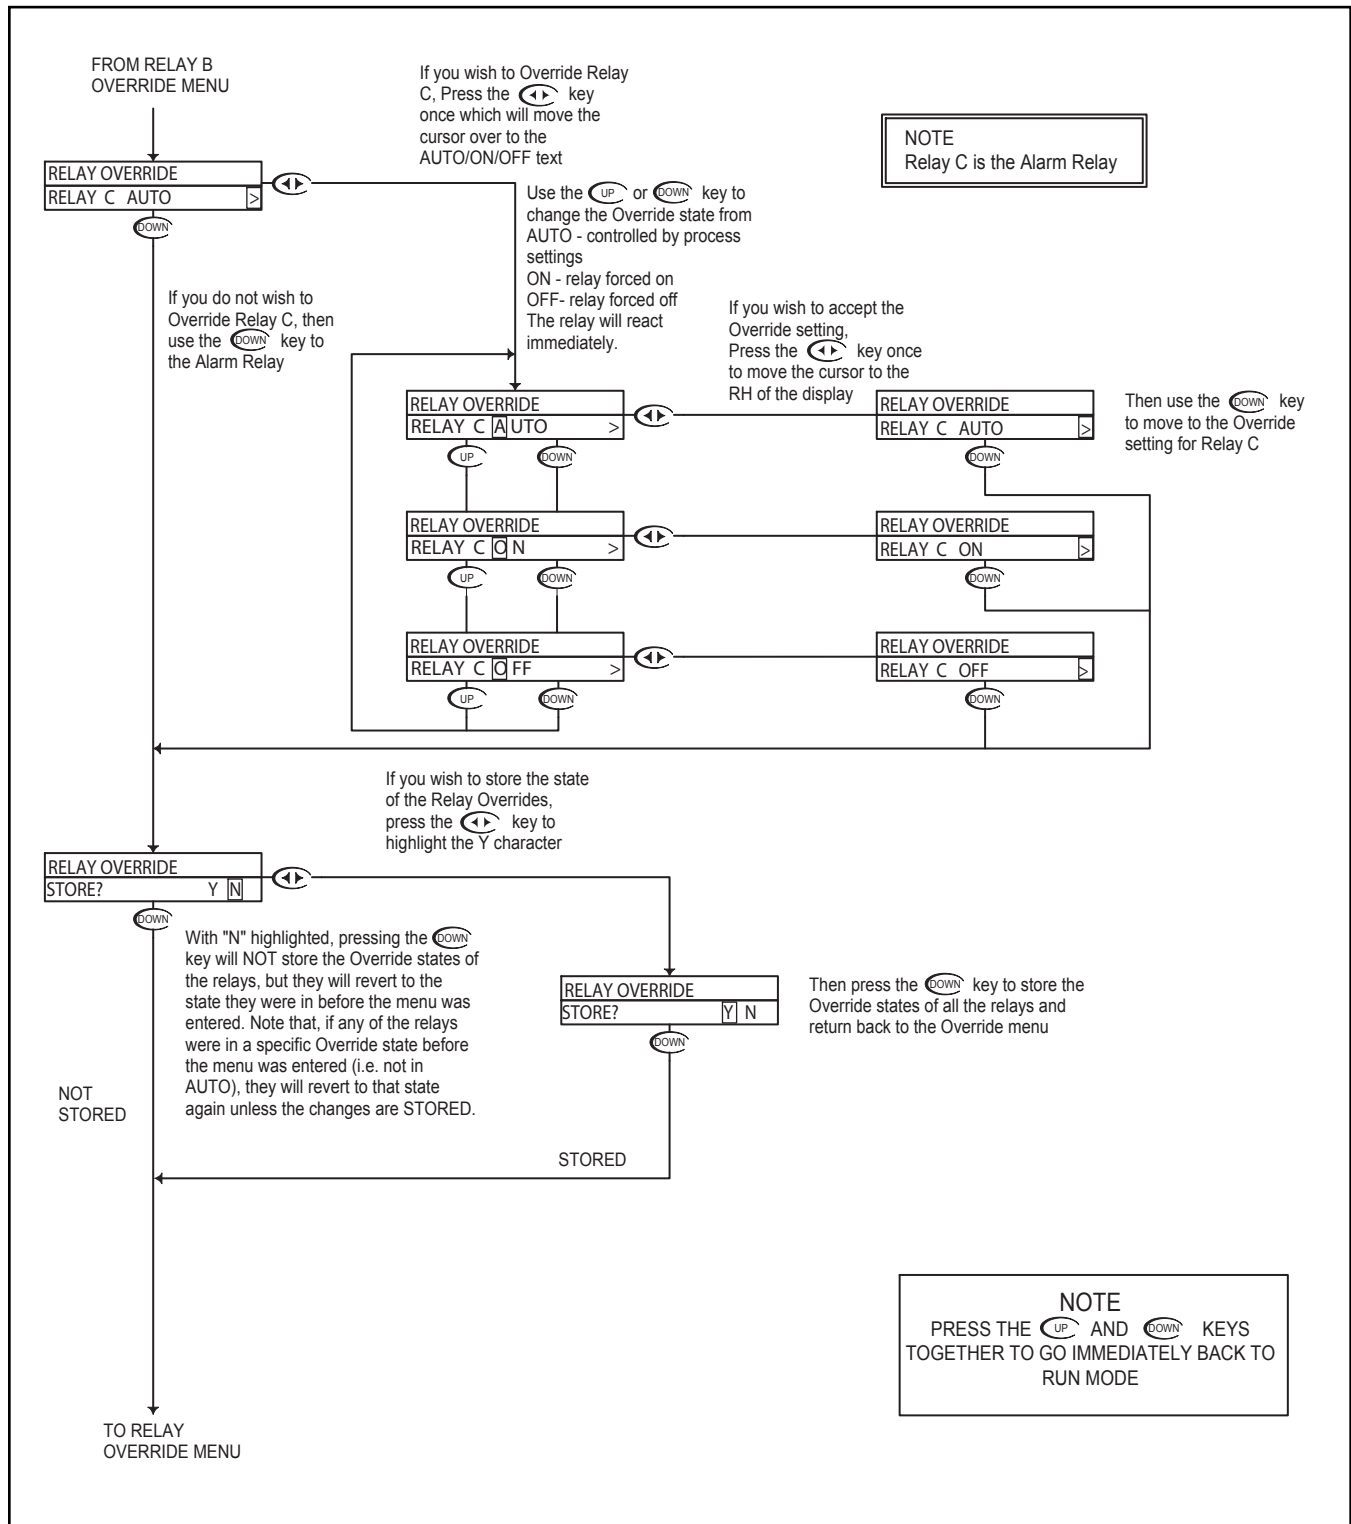 FROM RELAY B
OVERRIDE MENU
If you wish to Override Relay
C, Press the key
once which will move the
cursor over to the
AUTO/ON/OFF text
NOTE
Relay C is the Alarm Relay
RELAY OVERRIDE
RELAY C AUTO >
DOWN
Use the UP or DOWN key to
change the Override state from
AUTO - controlled by process
settings
ON - relay forced on
OFF- relay forced off
The relay will react
immediately.
If you do not wish to
Override Relay C, then
use the DOWN key to
the Alarm Relay
If you wish to accept the
Override setting,
Press the key once
to move the cursor to the
RH of the display
RELAY OVERRIDE
RELAY C AUTO >
UP DOWN
RELAY OVERRIDE
RELAY C AUTO >
DOWN
Then use the DOWN key
to move to the Override
setting for Relay C
RELAY OVERRIDE
RELAY C ON >
UP DOWN
RELAY OVERRIDE
RELAY C ON >
DOWN
RELAY OVERRIDE
RELAY C OFF >
UP DOWN
RELAY OVERRIDE
RELAY C OFF >
DOWN
If you wish to store the state
of the Relay Overrides,
press the key to
highlight the Y character
RELAY OVERRIDE
STORE? Y N
DOWN
With "N" highlighted, pressing the DOWN
key will NOT store the Override states of
the relays, but they will revert to the
state they were in before the menu was
entered. Note that, if any of the relays
were in a specific Override state before
the menu was entered (i.e. not in
AUTO), they will revert to that state
again unless the changes are STORED.
RELAY OVERRIDE
STORE? Y N
DOWN
Then press the DOWN key to store the
Override states of all the relays and
return back to the Override menu
NOT
STORED
STORED
NOTE
PRESS THE UP AND DOWN KEYS
TOGETHER TO GO IMMEDIATELY BACK TO
RUN MODE
TO RELAY
OVERRIDE MENU